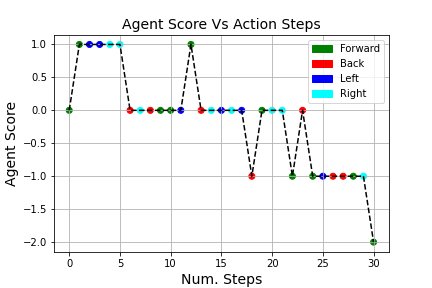 Agent Score Vs Action Steps
Agent Score
1.0
0.5
0.0
−0.5
−1.0
−1.5
−2.0
Forward
Back
Left
Right
0 5 10 15 20 25 30
Num. Steps